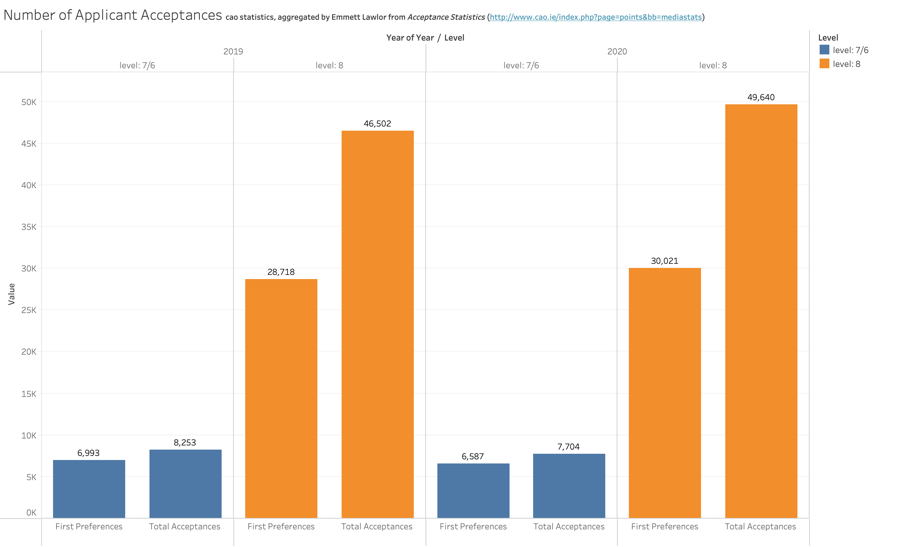 Number of Applicant Acceptances cao statistics, aggregated by Emmett Lawlor from Acceptance Statistics (http://www.cao.ie/index.php?page=points&bb=mediastats)
Year of Year / Level
2019 2020
level: 7/6 level: 8 level: 7/6 level: 8
Level
level: 7/6
level: 8
Value
50K
45K
40K
35K
30K
25K
20K
15K
10K
5K
0K
6,993
8,253
28,718
46,502
6,587
7,704
30,021
49,640
First Preferences Total Acceptances First Preferences Total Acceptances First Preferences Total Acceptances First Preferences Total Acceptances